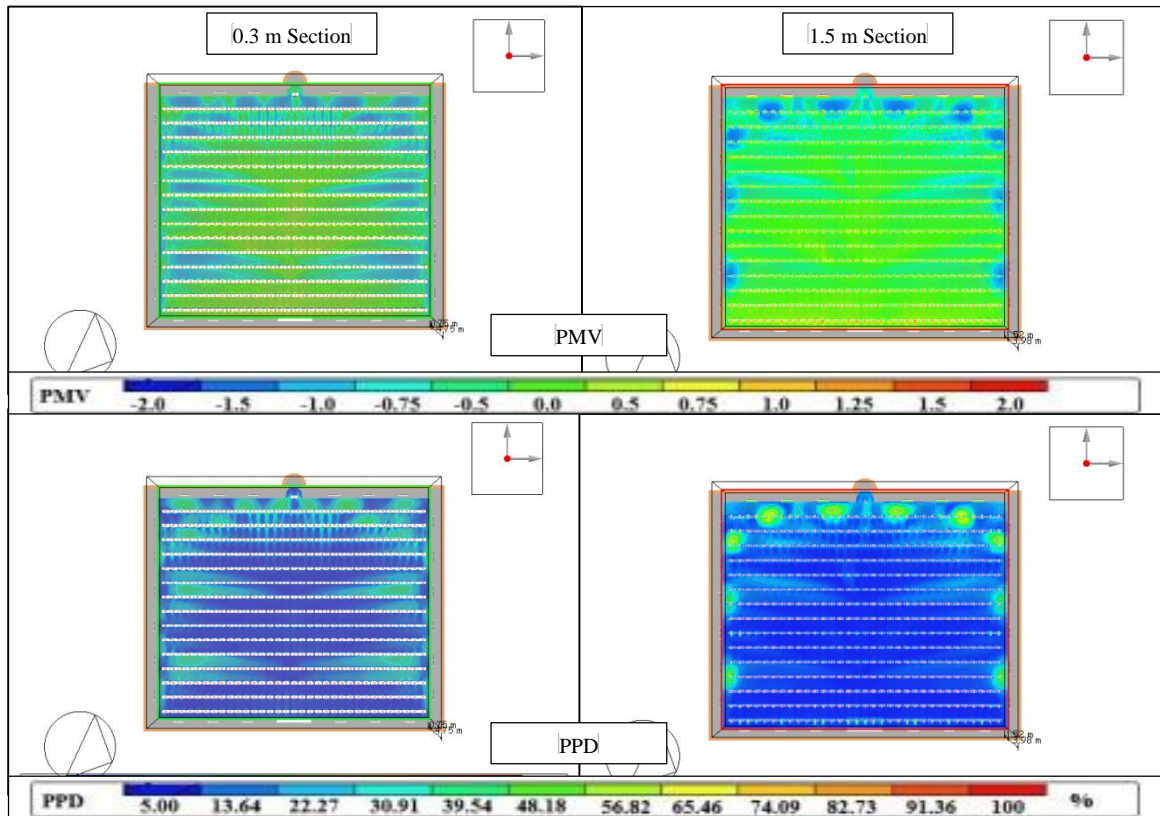 0.3 m Section
1.5 m Section
PMV
PMV -2.0 -1.5 -1.0 -0.75 -0.5 0.0 0.5 0.75 1.0 1.25 1.5 2.0
PPD
PPD 5.00 13.64 22.27 30.91 39.54 48.18 56.82 65.46 74.09 82.73 91.36 100 %